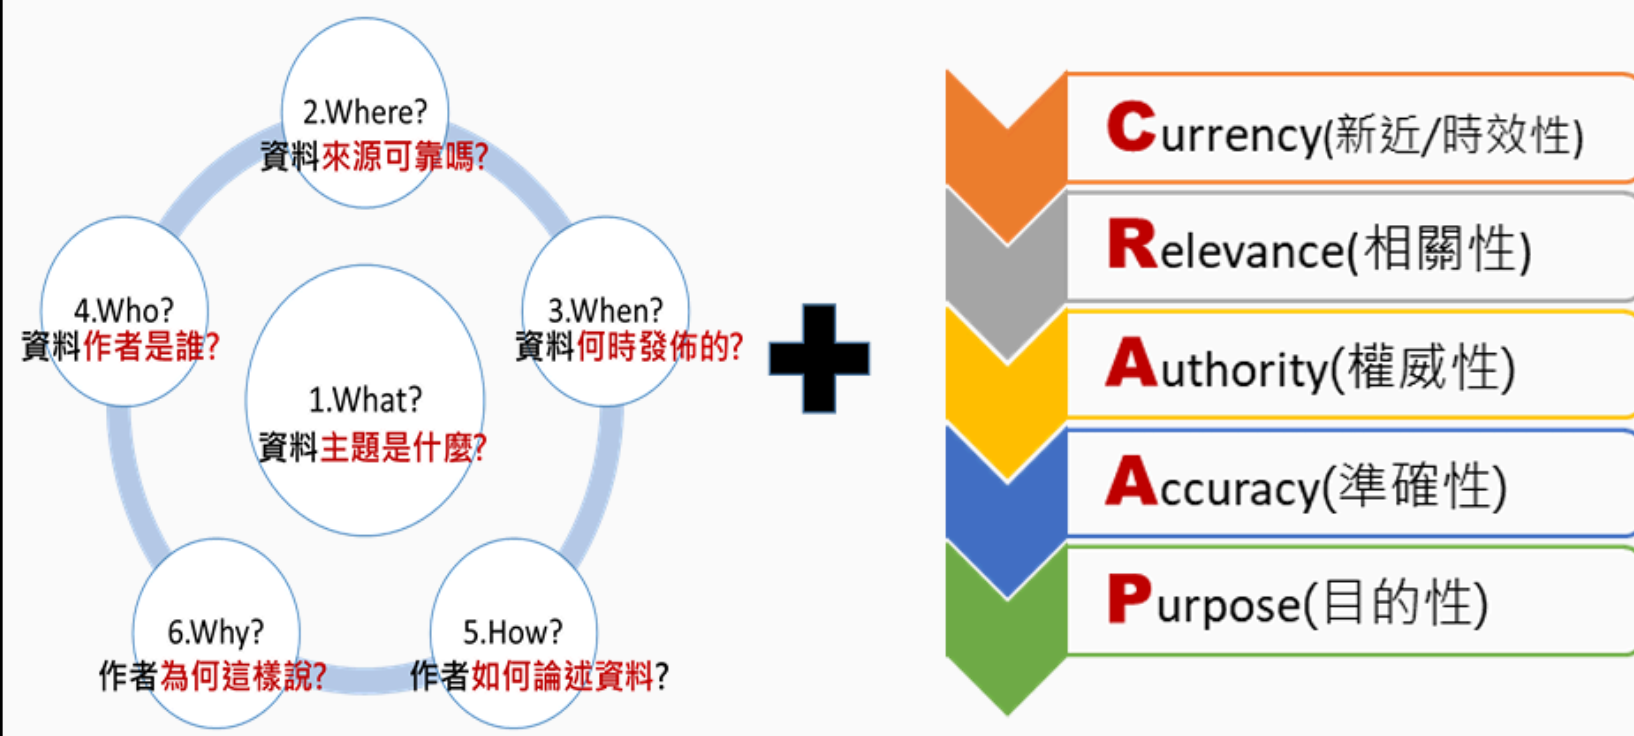 2.Where?
資料來源可靠嗎?
4.Who?
資料作者是誰?
3.When?
資料何時發佈的?
1.What?
資料主題是什麼?
6.Why?
作者為何這樣說?
5.How?
作者如何論述資料?
Currency(新近/時效性)
Relevance(相關性)
Authority(權威性)
Accuracy(準確性)
Purpose(目的性)